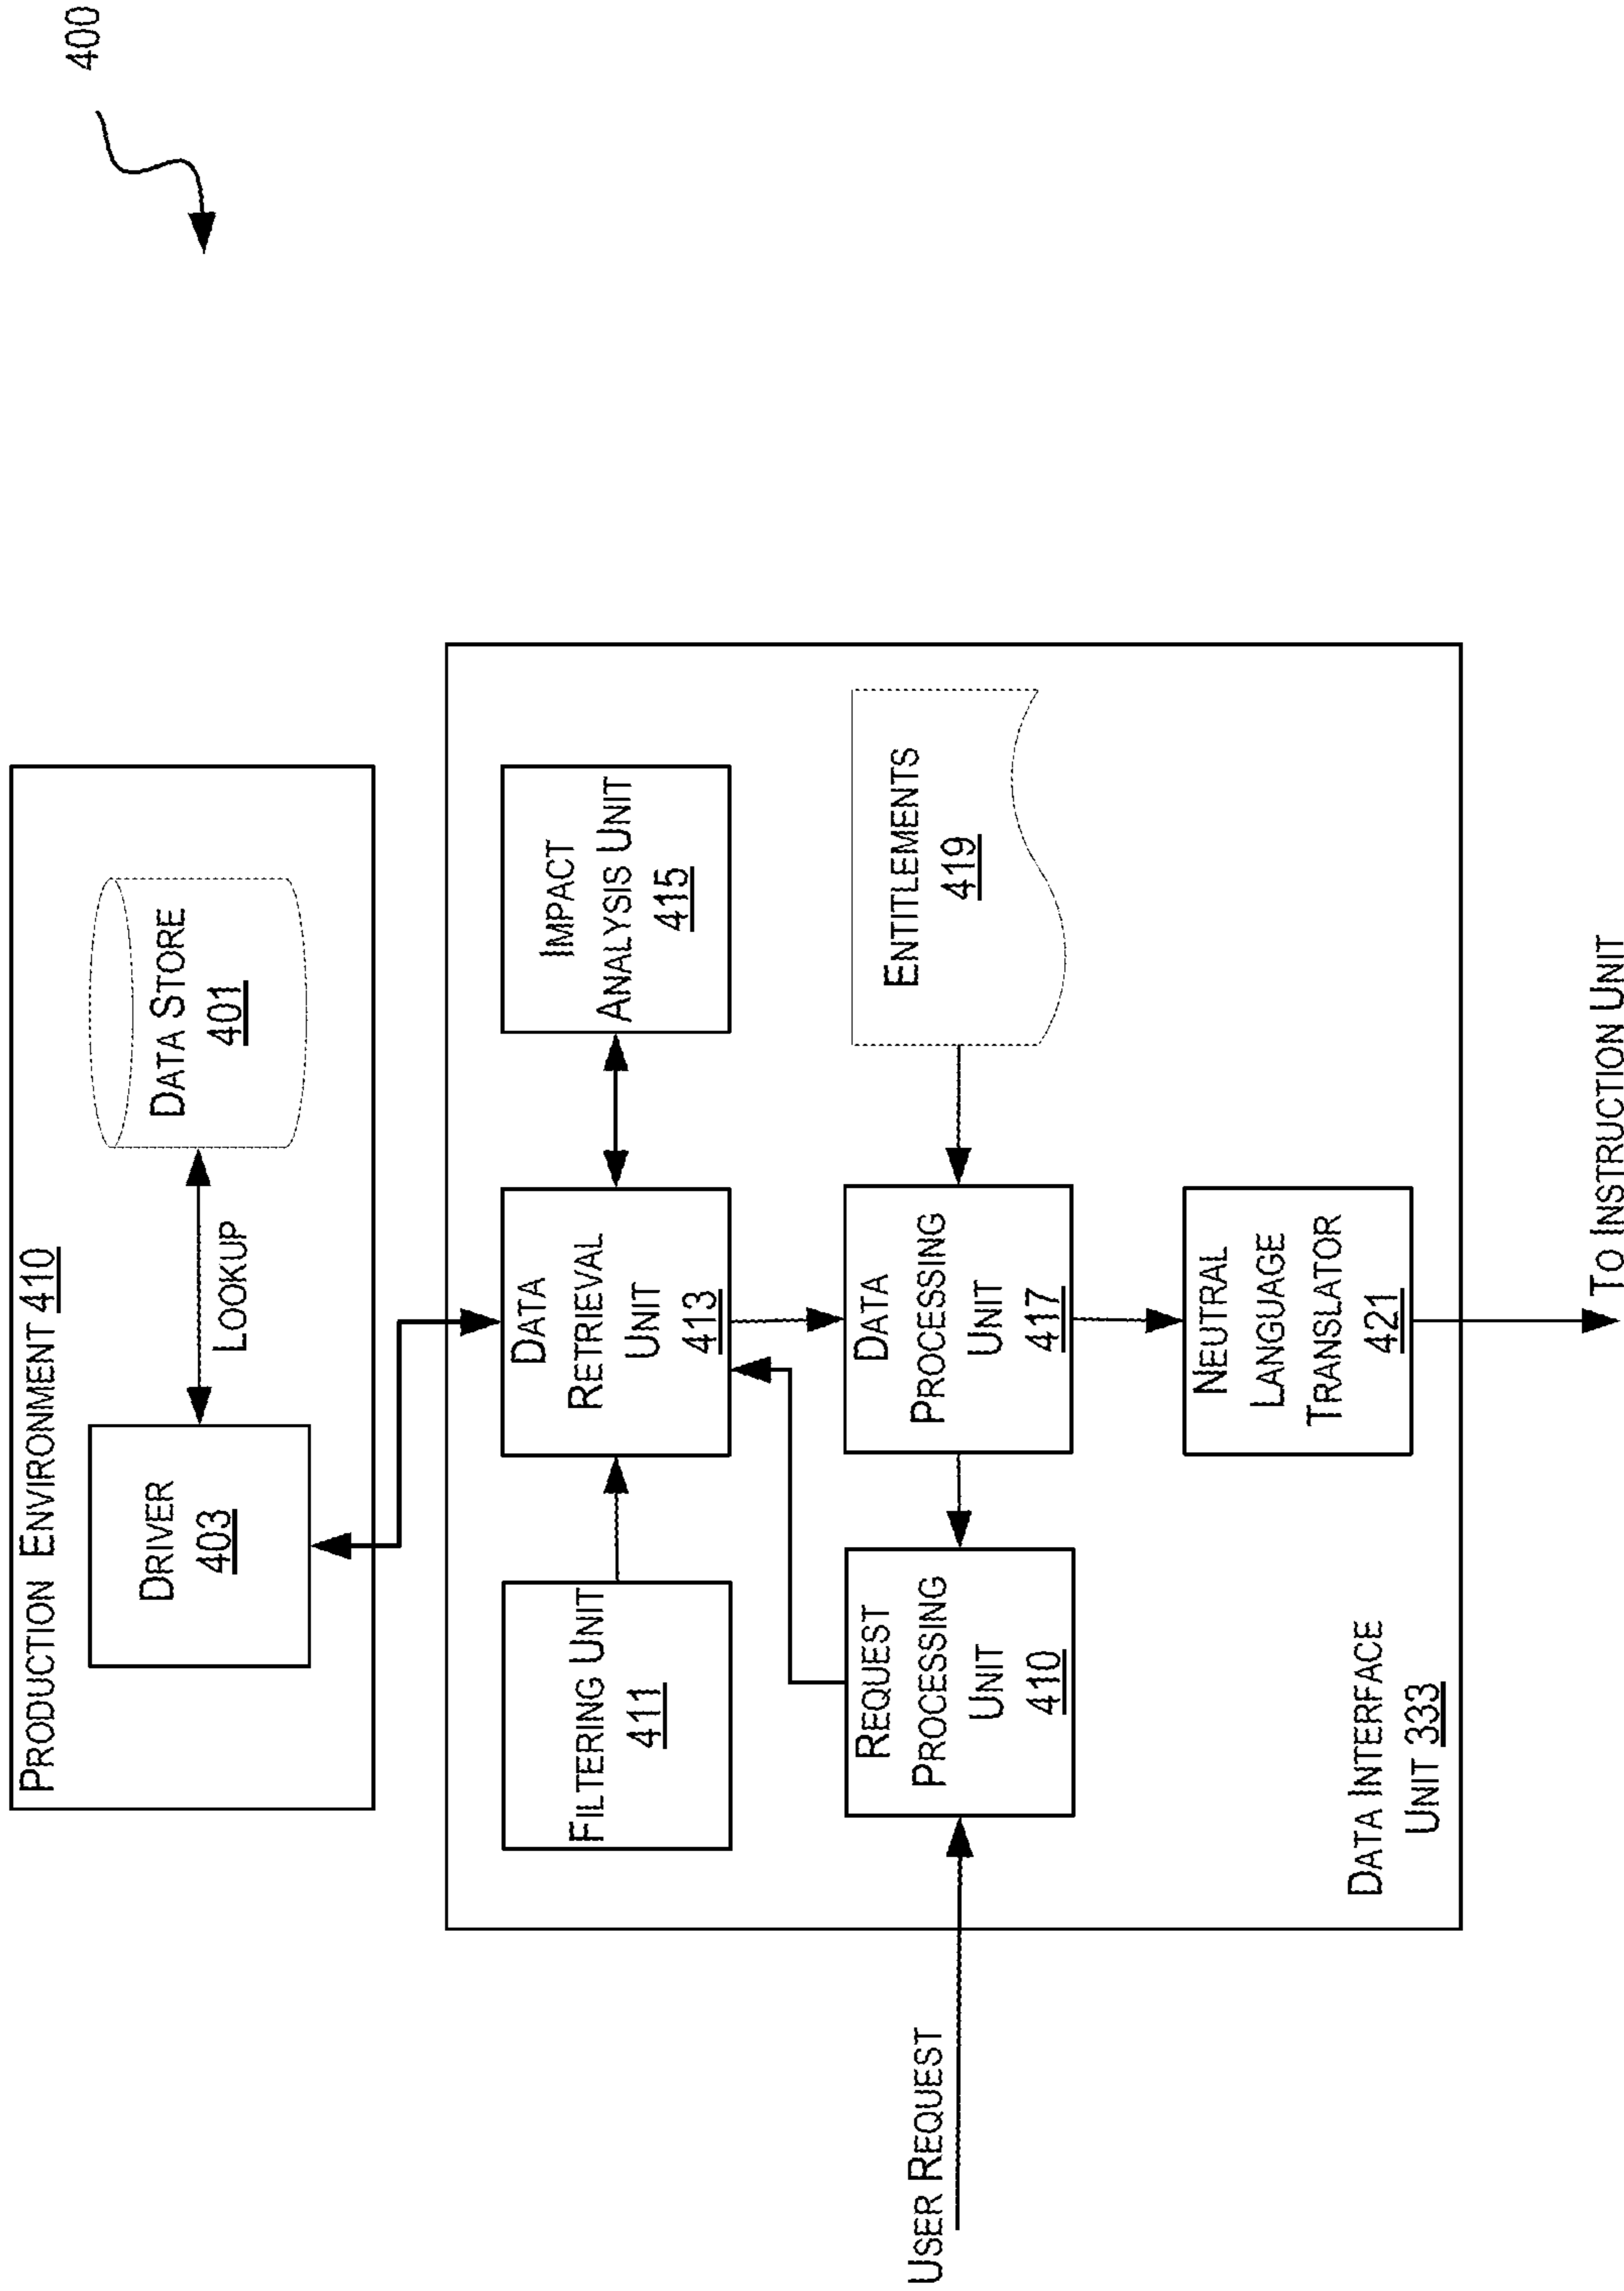 400
PRODUCTION ENVIRONMENT 410
DRIVER
403
LOOKUP
DATA STORE
401
FILTERING UNIT
411
DATA
RETRIEVAL
UNIT
413
IMPACT
ANALYSIS UNIT
415
USER REQUEST
REQUEST
PROCESSING
UNIT
410
DATA
PROCESSING
UNIT
417
ENTITLEMENTS
419
NEUTRAL
LANGUAGE
TRANSLATOR
421
DATA INTERFACE
UNIT 333
TO INSTRUCTION UNIT